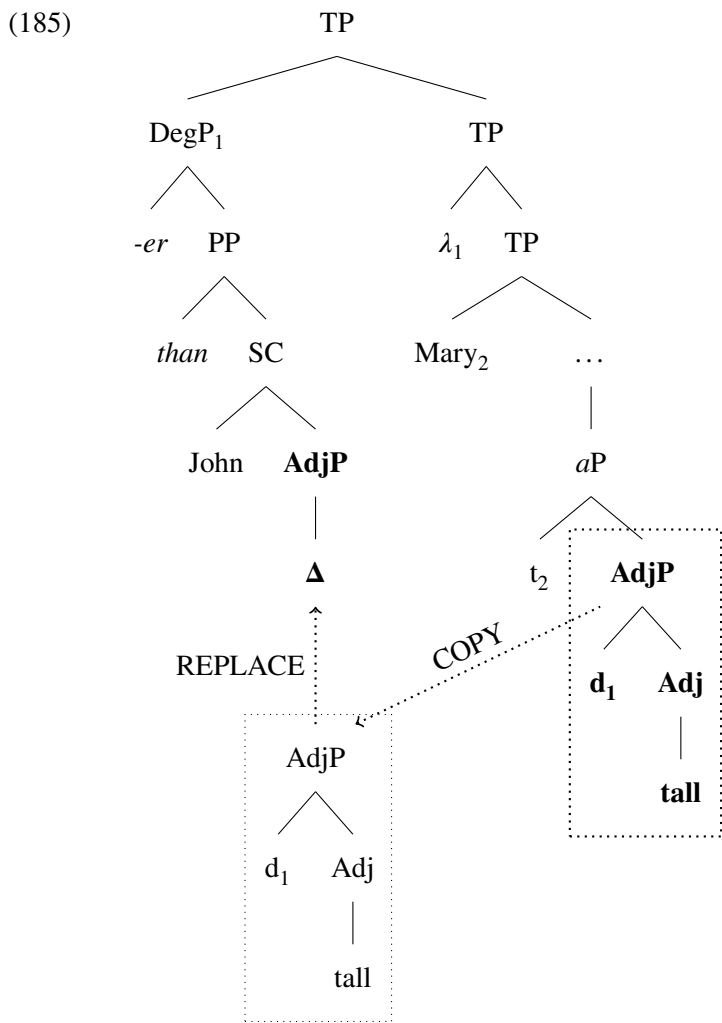 (185) TP
DegP₁ TP
-er PP λ₁ TP
than SC Mary₂ …
John AdjP aP
Δ t₂ AdjP
REPLACE COPY d₁ Adj
AdjP tall
d₁ Adj
tall